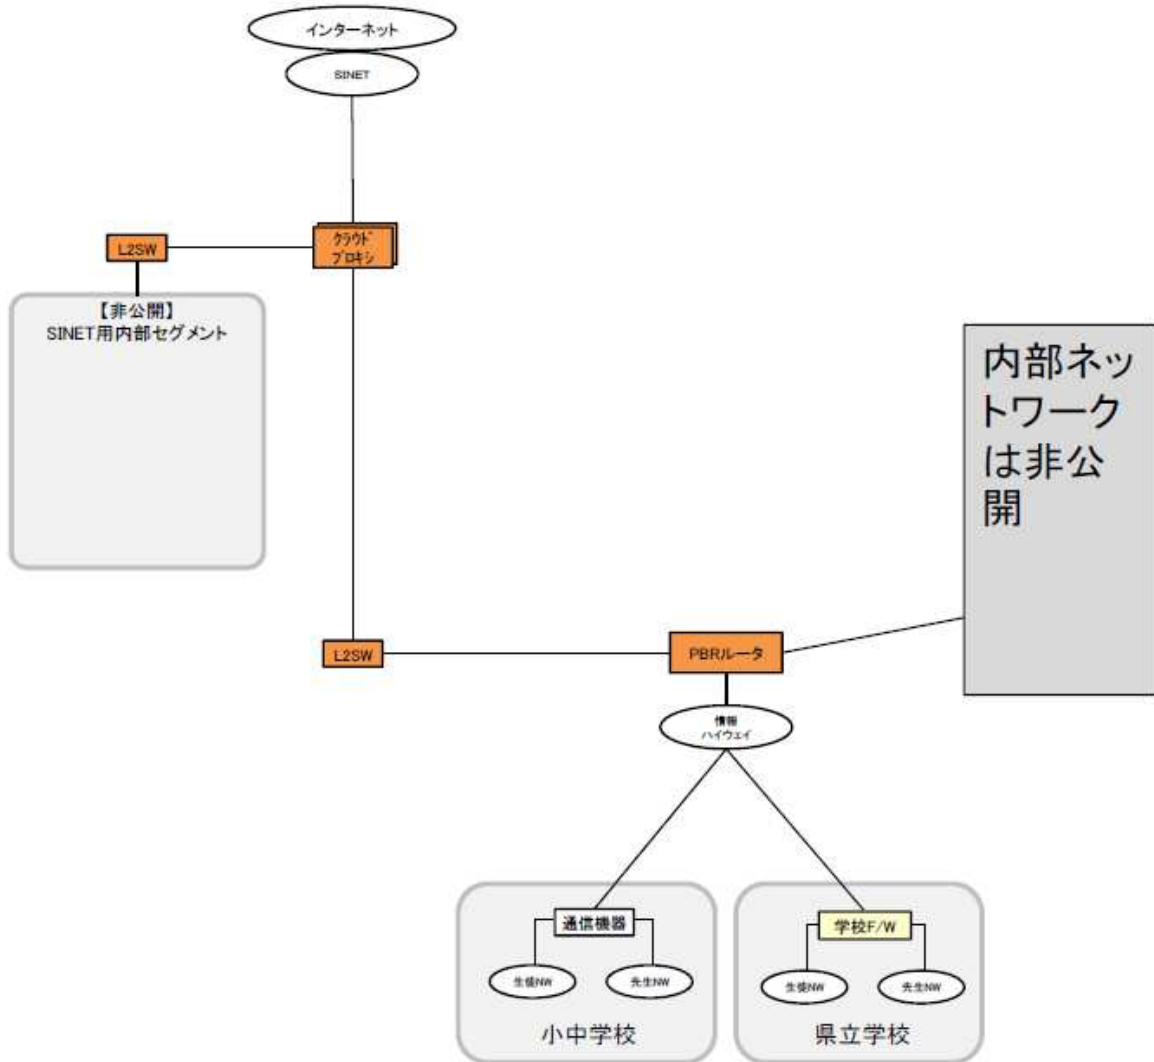 インターネット
SINET
クラウド
プロキシ
L2SW
【非公開】
SINET用内部セグメント
内部ネッ
トワーク
は非公
開
L2SW
PBRルータ
情報
ハイウェイ
通信機器
生徒NW
先生NW
小中学校
学校F/W
生徒NW
先生NW
県立学校